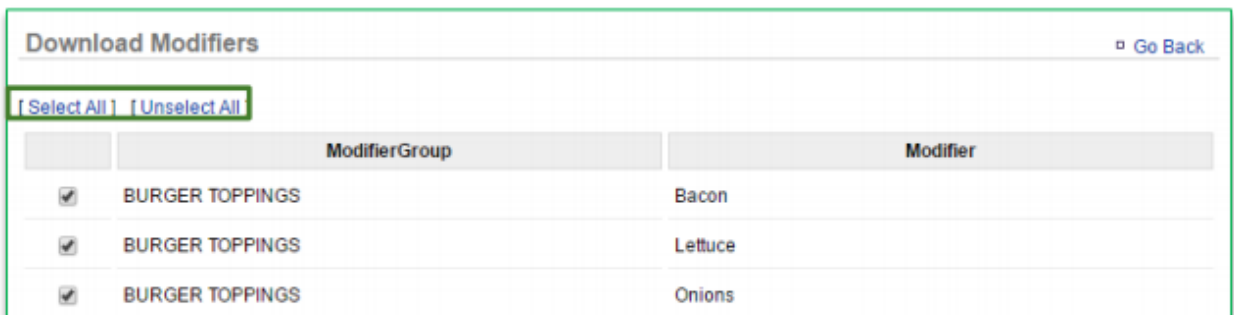 Download Modifiers
Go Back
[ Select All ] [ Unselect All ]
ModifierGroup Modifier
BURGER TOPPINGS Bacon
BURGER TOPPINGS Lettuce
BURGER TOPPINGS Onions